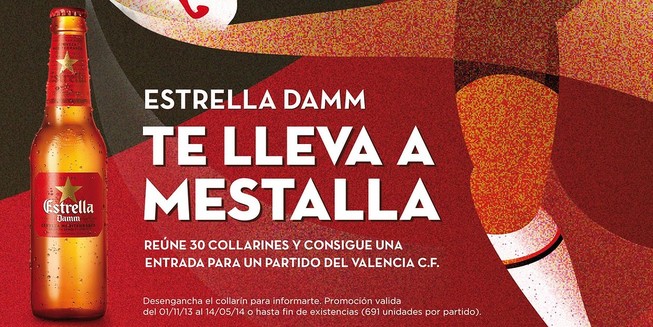 ESTRELLA DAMM
TE LLEVA A
MESTALLA
REÚNE 30 COLLARINES Y CONSIGUE UNA
ENTRADA PARA UN PARTIDO DEL VALENCIA C.F.
Desengancha el collarín para informarte. Promoción valida
del 01/11/13 al 14/05/14 o hasta fin de existencias (691 unidades por partido).
Estrella
Damm